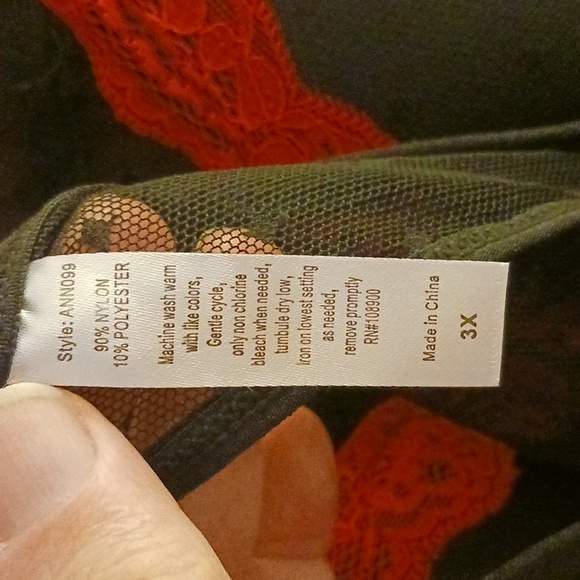 Style: ANN099
90% NYLON
10% POLYESTER
Machine wash warm
with like colors,
Gentle cycle,
only non chlorine
bleach when needed,
tumbule dry low,
Iron on lowest setting
as needed,
remove promptly
RN#108900
Made in China
3X